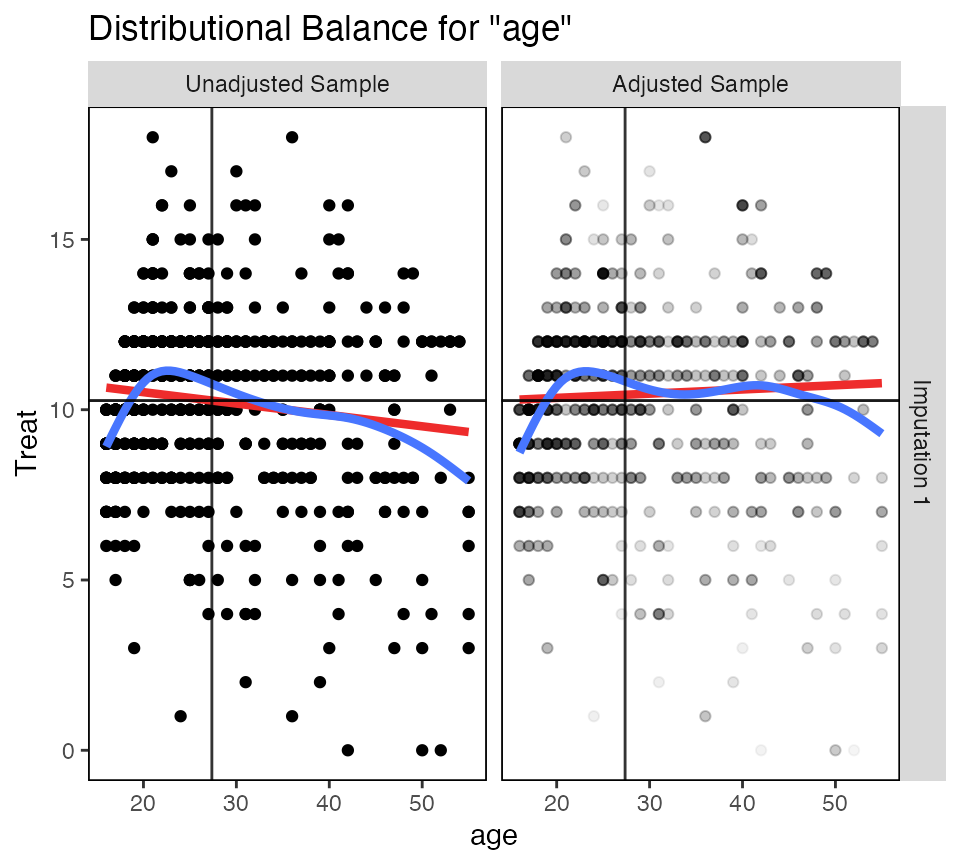 Distributional Balance for "age"
Unadjusted Sample
Adjusted Sample
15
10
5
0
Treat
Imputation 1
20
30
40
50
20
30
40
50
age